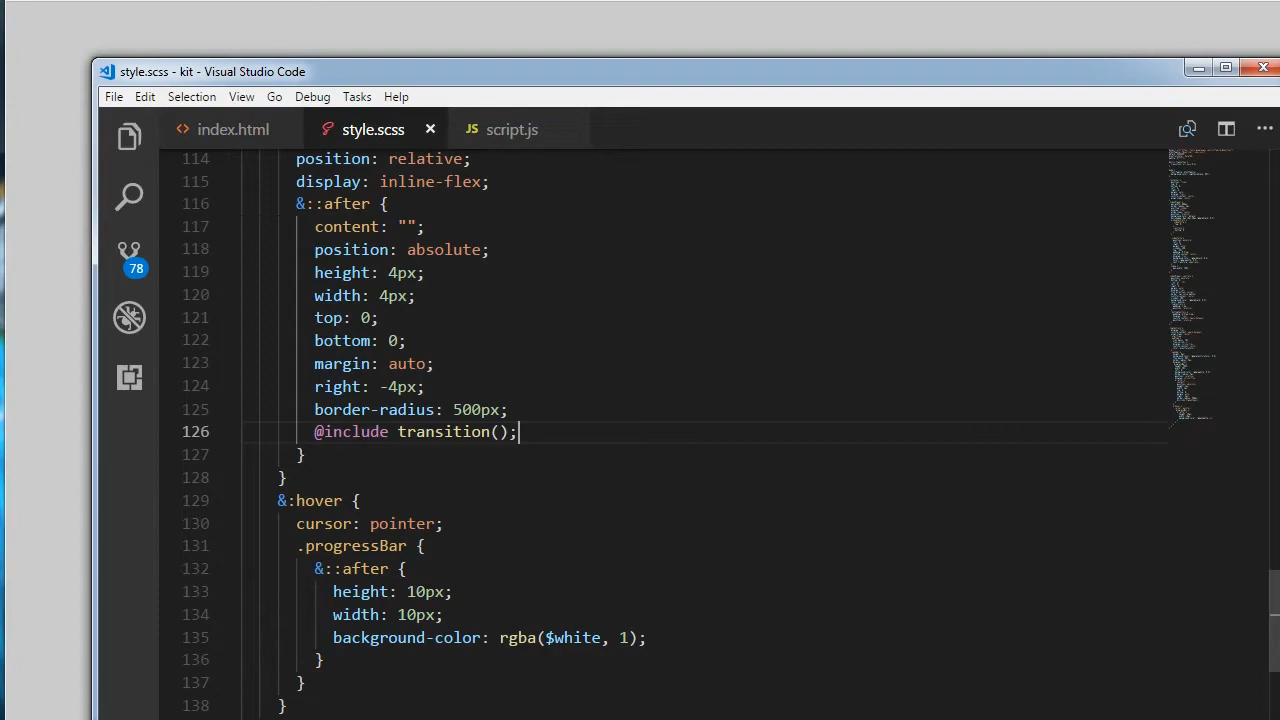 style.scss - kit - Visual Studio Code
File Edit Selection View Go Debug Tasks Help
index.html style.scss JS script.js
114 position: relative;
115 display: inline-flex;
116 &::after {
117 content: "";
118 position: absolute;
119 height: 4px;
120 width: 4px;
121 top: 0;
122 bottom: 0;
123 margin: auto;
124 right: -4px;
125 border-radius: 500px;
126 @include transition();
127 }
128 }
129 &:hover {
130 cursor: pointer;
131 .progressBar {
132 &::after {
133 height: 10px;
134 width: 10px;
135 background-color: rgba($white, 1);
136 }
137 }
138 }
78